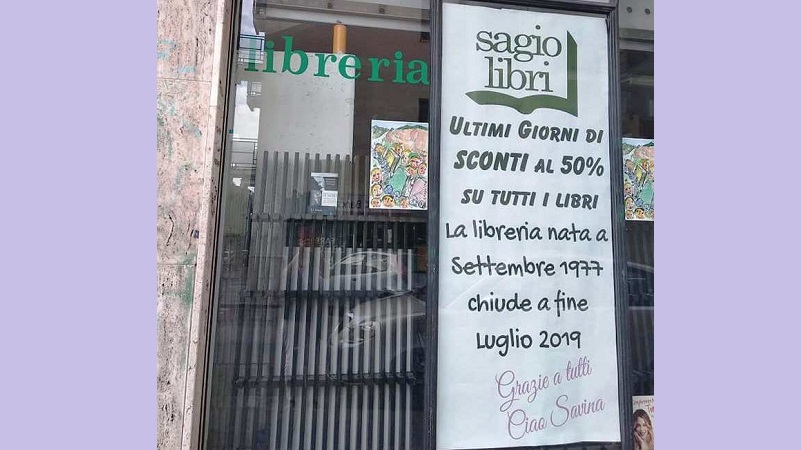 libreria
sagio
libri
ULTIMI GIORNI DI
SCONTI AL 50%
SU TUTTI I LIBRI
La libreria nata a
Settembre 1977
chiude a fine
Luglio 2019
Grazie a tutti
Ciao Savina